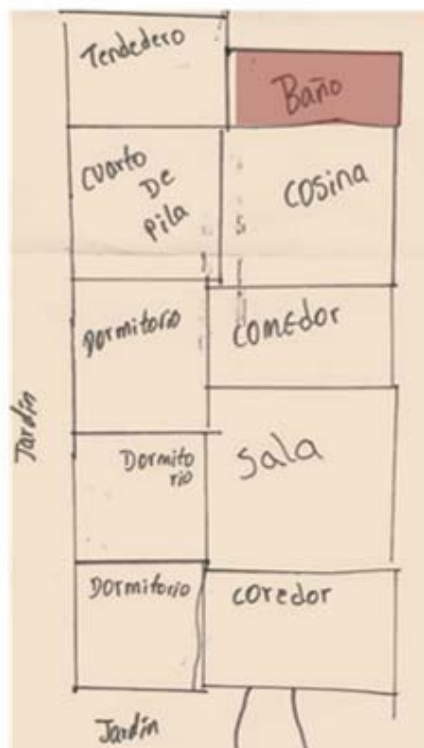 Tendedero
Baño
cuarto
De
pila
cosina
Dormitorio
comEdor
Jardín
Dormito
rio
Sala
Dormitorio
coredor
Jardín